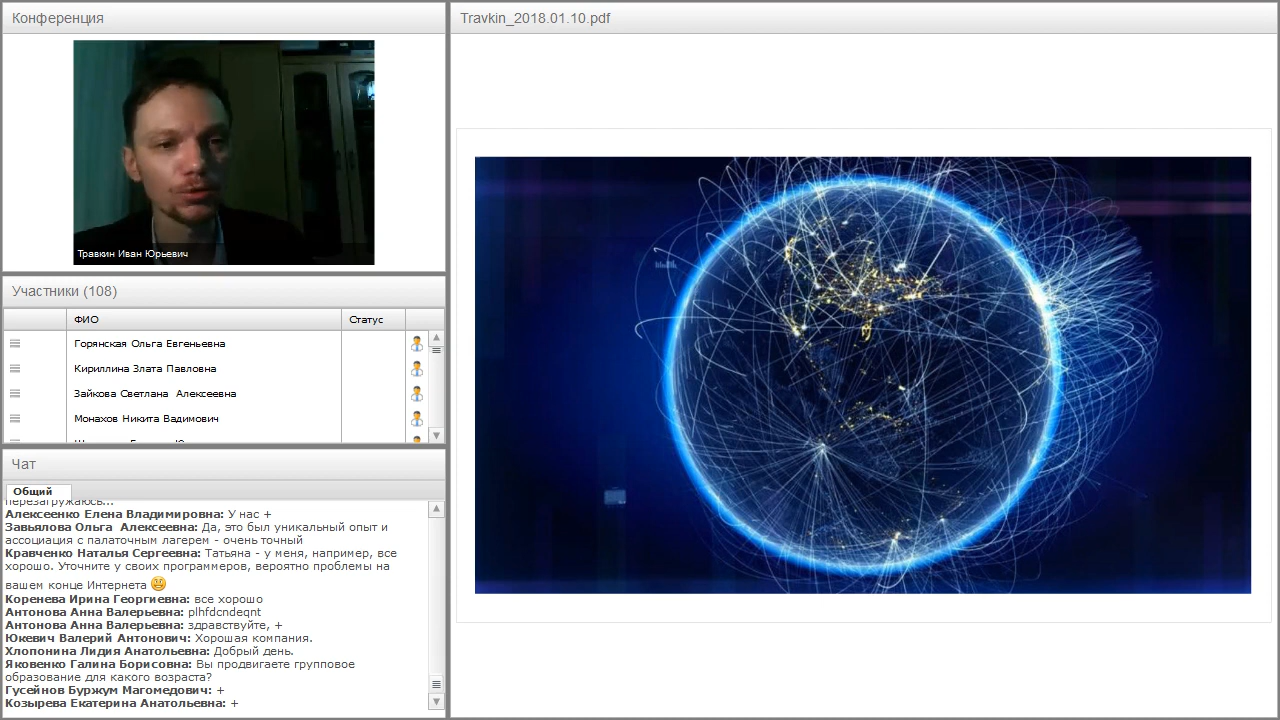 Конференция
Травкин Иван Юрьевич
Участники (108)
ФИО
Статус
Горянская Ольга Евгеньевна
Кириллина Злата Павловна
Зайкова Светлана Алексеевна
Монахов Никита Вадимович
Чат
Общий
перезагружаюсь...
Алексеенко Елена Владимировна: У нас +
Завьялова Ольга Алексеевна: Да, это был уникальный опыт и
ассоциация с палаточным лагерем - очень точный
Кравченко Наталья Сергеевна: Татьяна - у меня, например, все
хорошо. Уточните у своих программеров, вероятно проблемы на
вашем конце Интернета
Коренева Ирина Георгиевна: все хорошо
Антонова Анна Валерьевна: plhfdcndeqnt
Антонова Анна Валерьевна: здравствуйте, +
Юкевич Валерий Антонович: Хорошая компания.
Хлопонина Лидия Анатольевна: Добрый день.
Яковенко Галина Борисовна: Вы продвигаете групповое
образование для какого возраста?
Гусейнов Буржум Магомедович: +
Козырева Екатерина Анатольевна: +
Travkin_2018.01.10.pdf